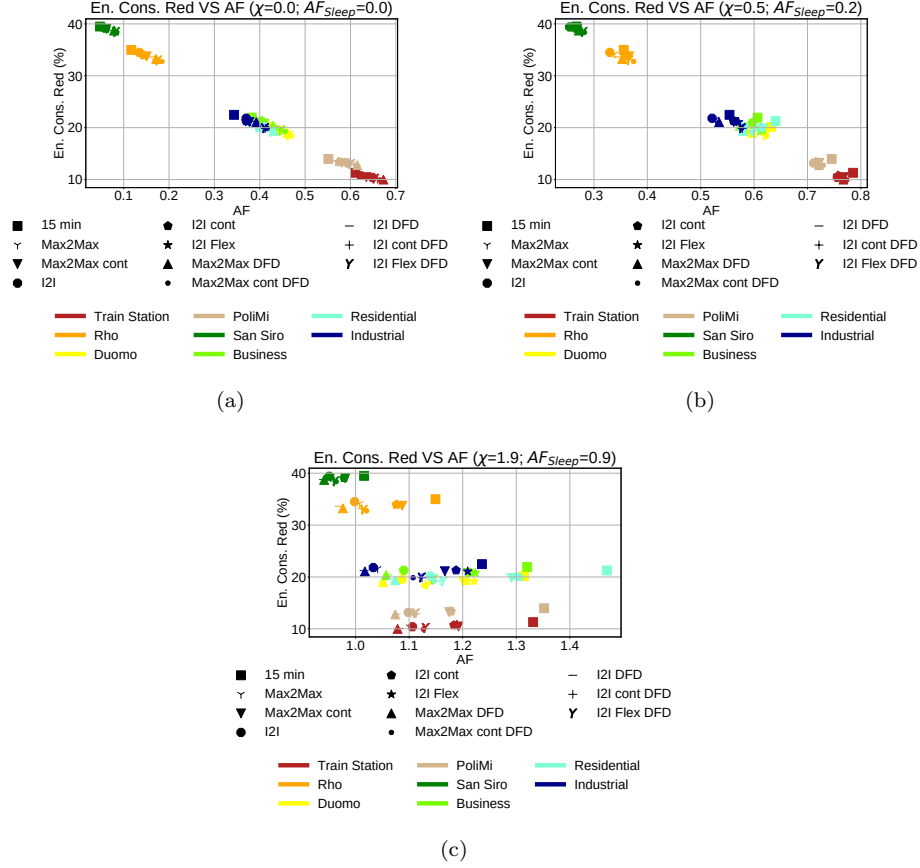 En. Cons. Red VS AF (χ=0.0; AF_Sleep=0.0)
En. Cons. Red (%)
40
30
20
10
0.1 0.2 0.3 0.4 0.5 0.6 0.7
AF
15 min I2I cont I2I DFD
Max2Max I2I Flex I2I cont DFD
Max2Max cont Max2Max DFD I2I Flex DFD
I2I Max2Max cont DFD
Train Station PoliMi Residential
Rho San Siro Industrial
Duomo Business
(a)
En. Cons. Red VS AF (χ=0.5; AF_Sleep=0.2)
En. Cons. Red (%)
40
30
20
10
0.3 0.4 0.5 0.6 0.7 0.8
AF
15 min I2I cont I2I DFD
Max2Max I2I Flex I2I cont DFD
Max2Max cont Max2Max DFD I2I Flex DFD
I2I Max2Max cont DFD
Train Station PoliMi Residential
Rho San Siro Industrial
Duomo Business
(b)
En. Cons. Red VS AF (χ=1.9; AF_Sleep=0.9)
En. Cons. Red (%)
40
30
20
10
1.0 1.1 1.2 1.3 1.4
AF
15 min I2I cont I2I DFD
Max2Max I2I Flex I2I cont DFD
Max2Max cont Max2Max DFD I2I Flex DFD
I2I Max2Max cont DFD
Train Station PoliMi Residential
Rho San Siro Industrial
Duomo Business
(c)